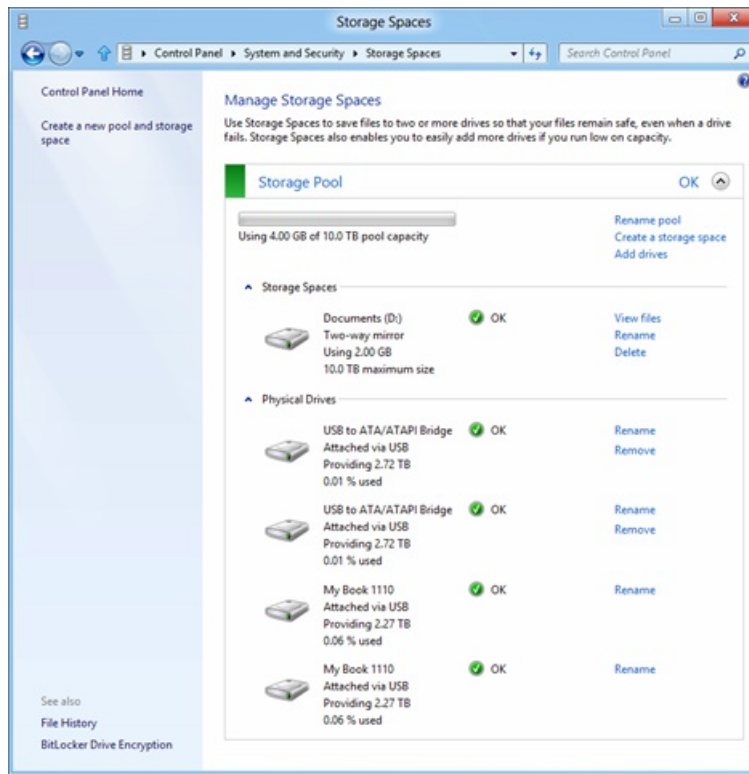 Storage Spaces
Control Panel System and Security Storage Spaces
Search Control Panel
Control Panel Home
Create a new pool and storage
space
Manage Storage Spaces
Use Storage Spaces to save files to two or more drives so that your files remain safe, even when a drive
fails. Storage Spaces also enables you to easily add more drives if you run low on capacity.
Storage Pool OK
Using 4.00 GB of 10.0 TB pool capacity
Rename pool
Create a storage space
Add drives
Storage Spaces
Documents (D:) OK View files
Two-way mirror Rename
Using 2.00 GB Delete
10.0 TB maximum size
Physical Drives
USB to ATA/ATAPI Bridge OK Rename
Attached via USB Remove
Providing 2.72 TB
0.01 % used
USB to ATA/ATAPI Bridge OK Rename
Attached via USB Remove
Providing 2.72 TB
0.01 % used
My Book 1110 OK Rename
Attached via USB
Providing 2.27 TB
0.06 % used
My Book 1110 OK Rename
Attached via USB
Providing 2.27 TB
0.06 % used
See also
File History
BitLocker Drive Encryption